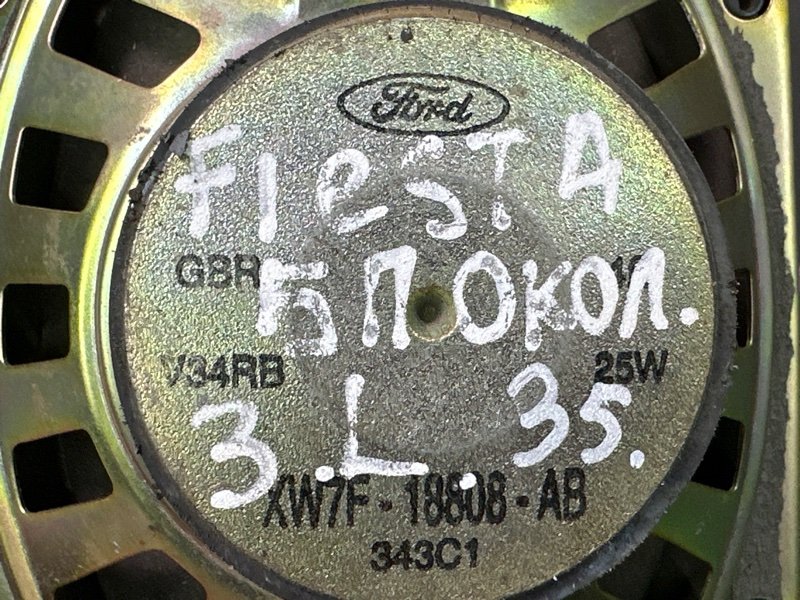 Ford
FIeSTA
GBR
БПОКОЛ.
V34RB 25W
3.L.35.
XW7F-18808-AB
343C1